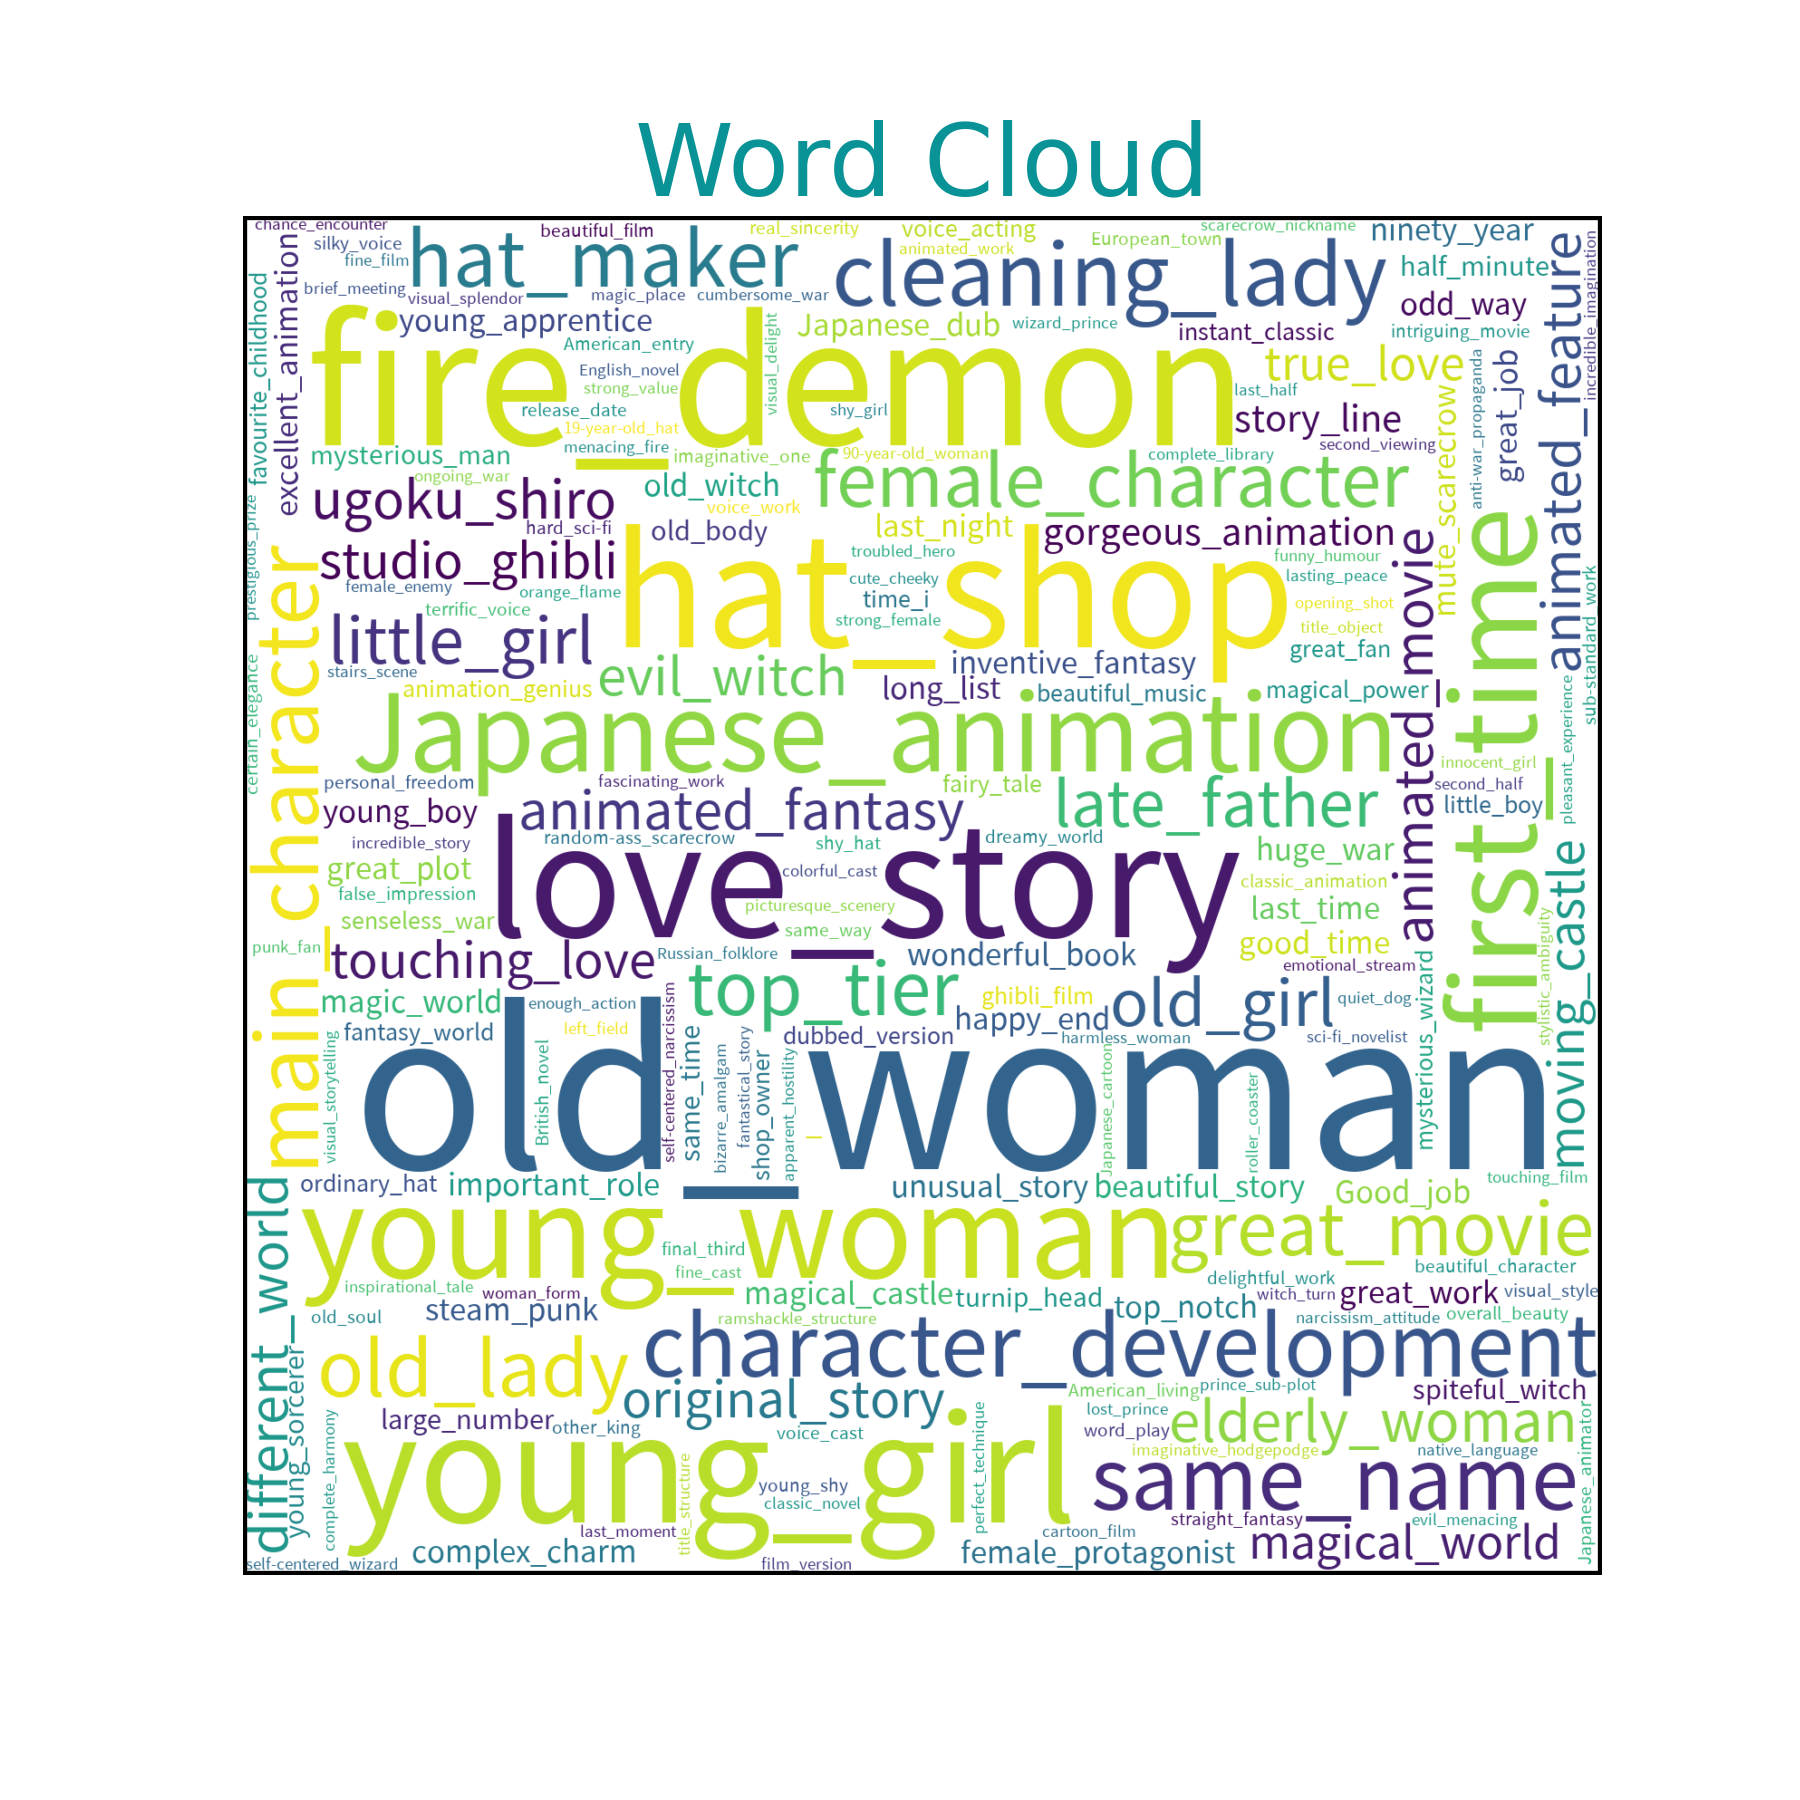 Word Cloud
chance_encounter
silky_voice
fine_film
beautiful_film
real_sincerity
voice_acting
animated_work
scarecrow_nickname
European_town
ninety_year
hat_maker
cleaning_lady
half_minute
brief_meeting
visual_splendor
magic_place
cumbersome_war
odd_way
young_apprentice
Japanese_dub
wizard_prince
instant_classic
intriguing_movie
American_entry
fire_demon
true_love
English_novel
strong_value
visual_delight
last_half
release_date
shy_girl
story_line
19-year-old_hat
menacing_fire
second_viewing
mysterious_man
imaginative_one
90-year-old_woman
complete_library
ongoing_war
old_witch
female_character
ugoku_shiro
voice_work
hard_sci-fi
old_body
last_night
gorgeous_animation
studio_ghibli
troubled_hero
funny_humour
female_enemy
orange_flame
hat_shop
cute_cheeky
lasting_peace
time_i
terrific_voice
strong_female
opening_shot
title_object
little_girl
great_fan
stairs_scene
evil_witch
inventive_fantasy
animation_genius
long_list
beautiful_music
magical_power
Japanese_animation
personal_freedom
fascinating_work
fairy_tale
innocent_girl
second_half
young_boy
animated_fantasy
late_father
little_boy
incredible_story
random-ass_scarecrow
shy_hat
dreamy_world
huge_war
great_plot
colorful_cast
classic_animation
false_impression
love_story
picturesque_scenery
last_time
senseless_war
same_way
good_time
punk_fan
touching_love
Russian_folklore
wonderful_book
emotional_stream
magic_world
enough_action
top_tier
ghibli_film
old_girl
quiet_dog
fantasy_world
left_field
dubbed_version
happy_end
harmless_woman
sci-fi_novelist
old_woman
ordinary_hat
important_role
unusual_story
beautiful_story
Good_job
touching_film
young_woman
great_movie
final_third
fine_cast
beautiful_character
inspirational_tale
woman_form
magical_castle
delightful_work
witch_turn
great_work
visual_style
old_soul
steam_punk
turnip_head
top_notch
ramshackle_structure
narcissism_attitude
overall_beauty
old_lady
character_development
original_story
American_living
prince_sub-plot
spiteful_witch
large_number
other_king
voice_cast
lost_prince
word_play
elderly_woman
imaginative_hodgepodge
native_language
young_girl
young_shy
classic_novel
same_name
straight_fantasy
evil_menacing
last_moment
cartoon_film
complex_charm
female_protagonist
magical_world
self-centered_wizard
film_version
favourite_childhood
excellent_animation
prestigious_prize
certain_elegance
main_character
visual_storytelling
British_novel
self-centered_narcissism
same_time
bizarre_amalgam
fantastical_story
shop_owner
apparent_hostility
Japanese_cartoon
roller_coaster
mysterious_wizard
different_world
young_sorcerer
complete_harmony
title_structure
perfect_technique
Japanese_animator
animated_movie
mute_scarecrow
anti-war_propaganda
great_job
animated_feature
incredible_imagination
first_time
sub-standard_work
pleasant_experience
moving_castle
stylistic_ambiguity